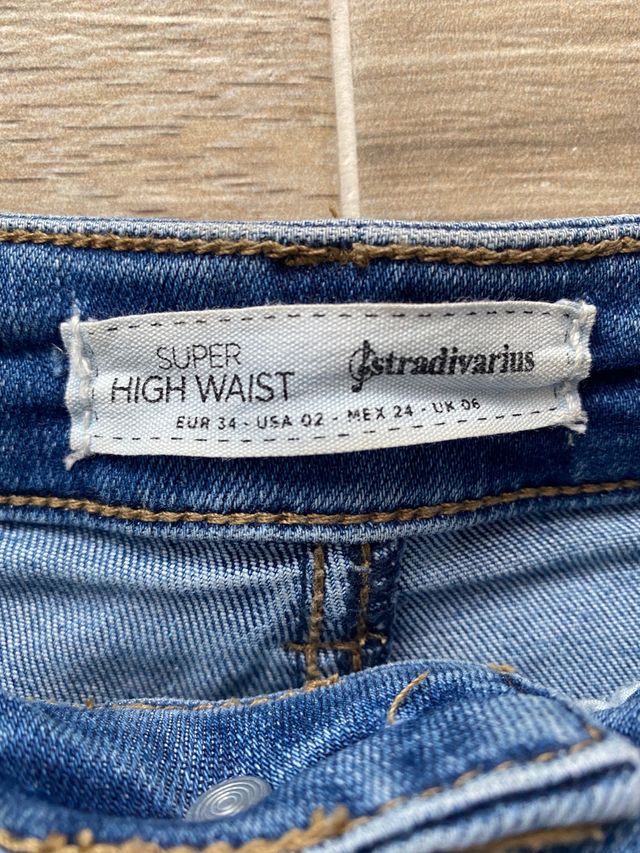 SUPER
HIGH WAIST
stradivarius
EUR 34 - USA 02 - MEX 24 - UK 06